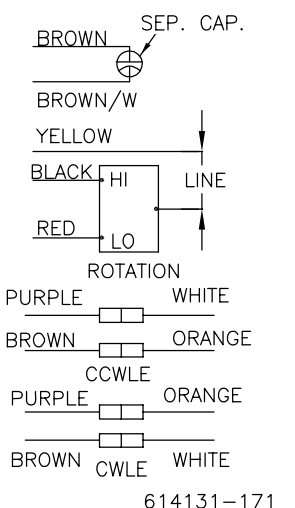 SEP. CAP.
BROWN
BROWN/W
YELLOW
BLACK HI LINE
RED LO
ROTATION
PURPLE WHITE
BROWN ORANGE
CCWLE
PURPLE ORANGE
BROWN CWLE WHITE
614131-171